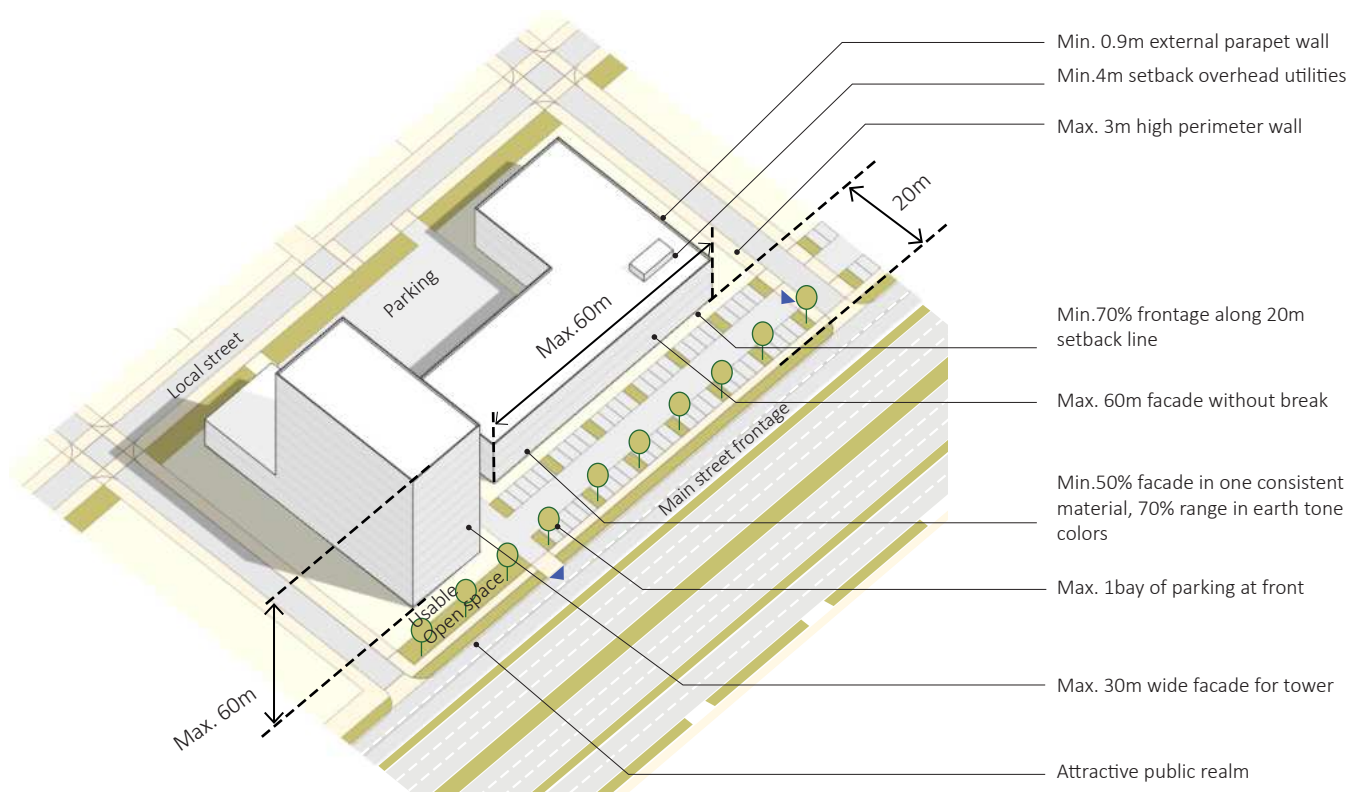 Min. 0.9m external parapet wall
Min.4m setback overhead utilities
Max. 3m high perimeter wall
20m
Parking
Max.60m
Min.70% frontage along 20m
setback line
Local street
Max. 60m facade without break
Main street frontage
Min.50% facade in one consistent
material, 70% range in earth tone
colors
Max. 1bay of parking at front
Usable
Open space
Max. 60m
Max. 30m wide facade for tower
Attractive public realm